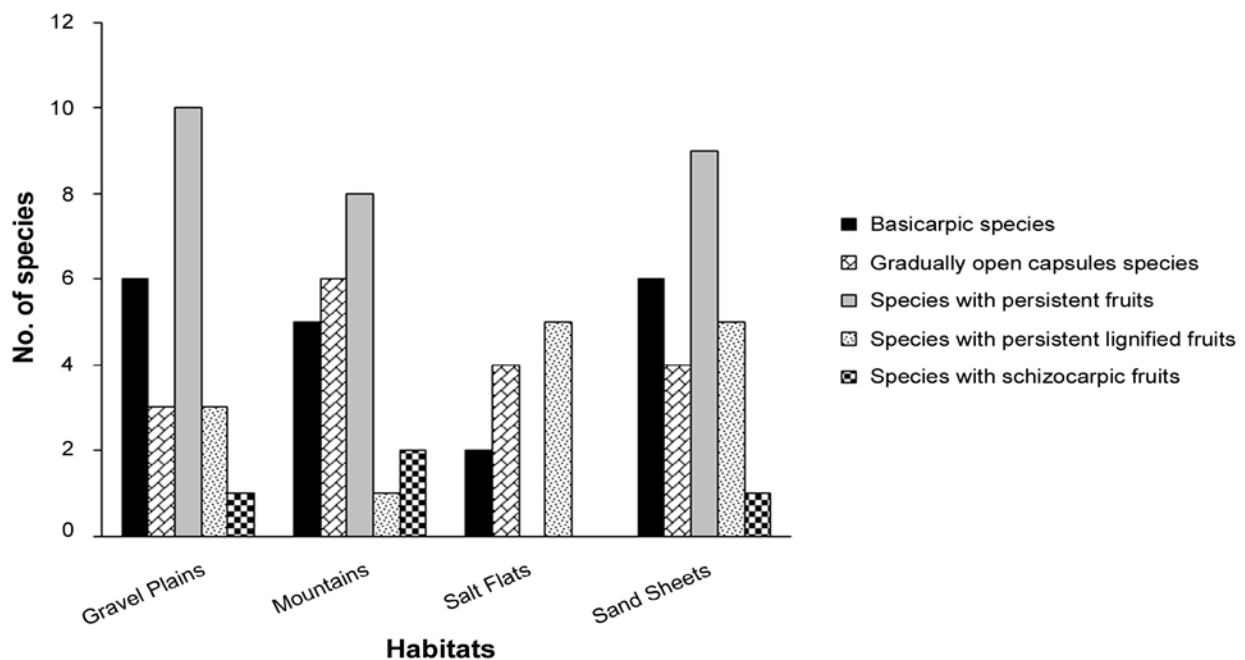 12
10
8
6
4
2
0
No. of species
Gravel Plains
Mountains
Salt Flats
Sand Sheets
Habitats
Basicarpic species
Gradually open capsules species
Species with persistent fruits
Species with persistent lignified fruits
Species with schizocarpic fruits